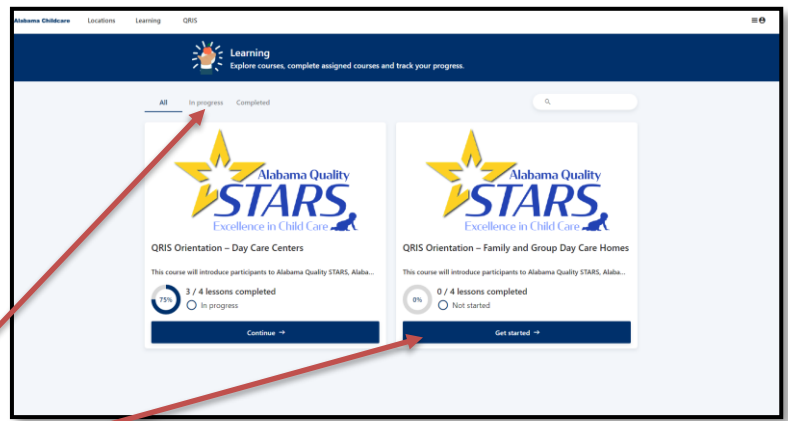 Alabama Childcare Locations Learning QRIS
Learning
Explore courses, complete assigned courses and track your progress.
All In progress Completed
Alabama Quality
STARS
Excellence in Child Care
QRIS Orientation – Day Care Centers
This course will introduce participants to Alabama Quality STARS, Alaba...
75%
3 / 4 lessons completed
In progress
Continue →
Alabama Quality
STARS
Excellence in Child Care
QRIS Orientation – Family and Group Day Care Homes
This course will introduce participants to Alabama Quality STARS, Alaba...
0%
0 / 4 lessons completed
Not started
Get started →